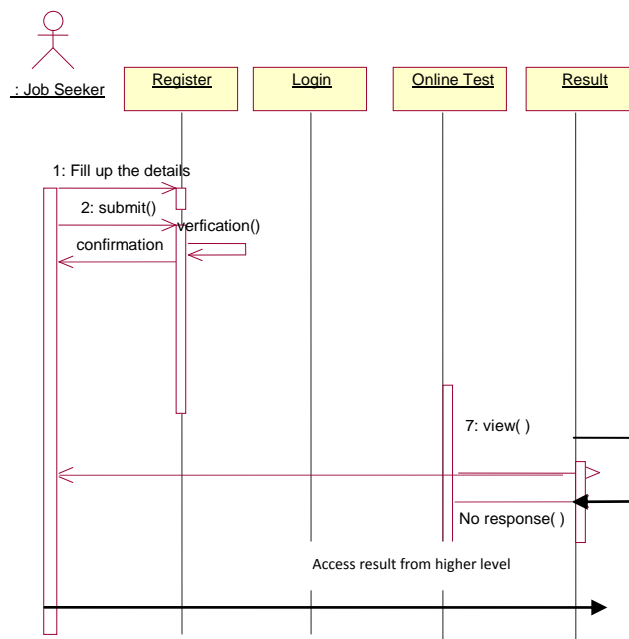 : Job Seeker
Register
Login
Online Test
Result
1: Fill up the details
2: submit()
verfication()
confirmation
7: view( )
No response( )
Access result from higher level